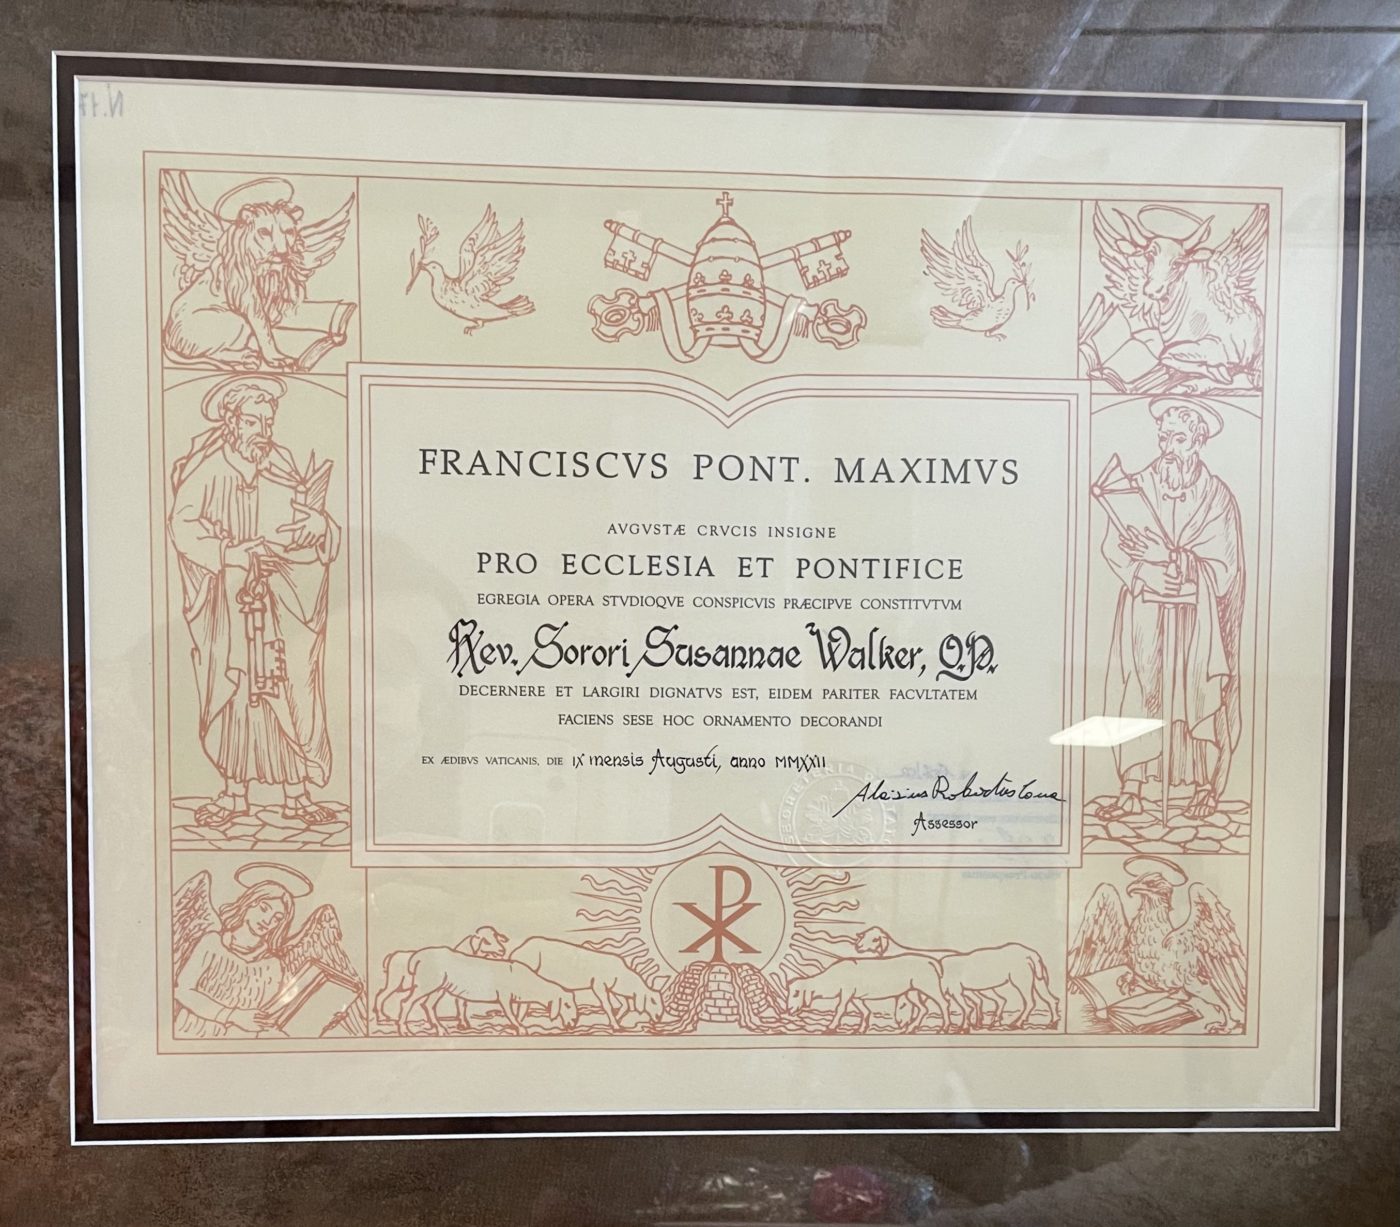 N.17
FRANCISCVS PONT. MAXIMVS
AVGVSTÆ CRVCIS INSIGNE
PRO ECCLESIA ET PONTIFICE
EGREGIA OPERA STVDIOQVE CONSPICVIS PRÆCIPVE CONSTITVTVM
Rev. Sorori Susannae Walker, O.P.
DECERNERE ET LARGIRI DIGNATVS EST, EIDEM PARITER FACVLTATEM
FACIENS SESE HOC ORNAMENTO DECORANDI
EX ÆDIBVS VATICANIS, DIE IX mensis Augusti, anno MMXXII
Assessor